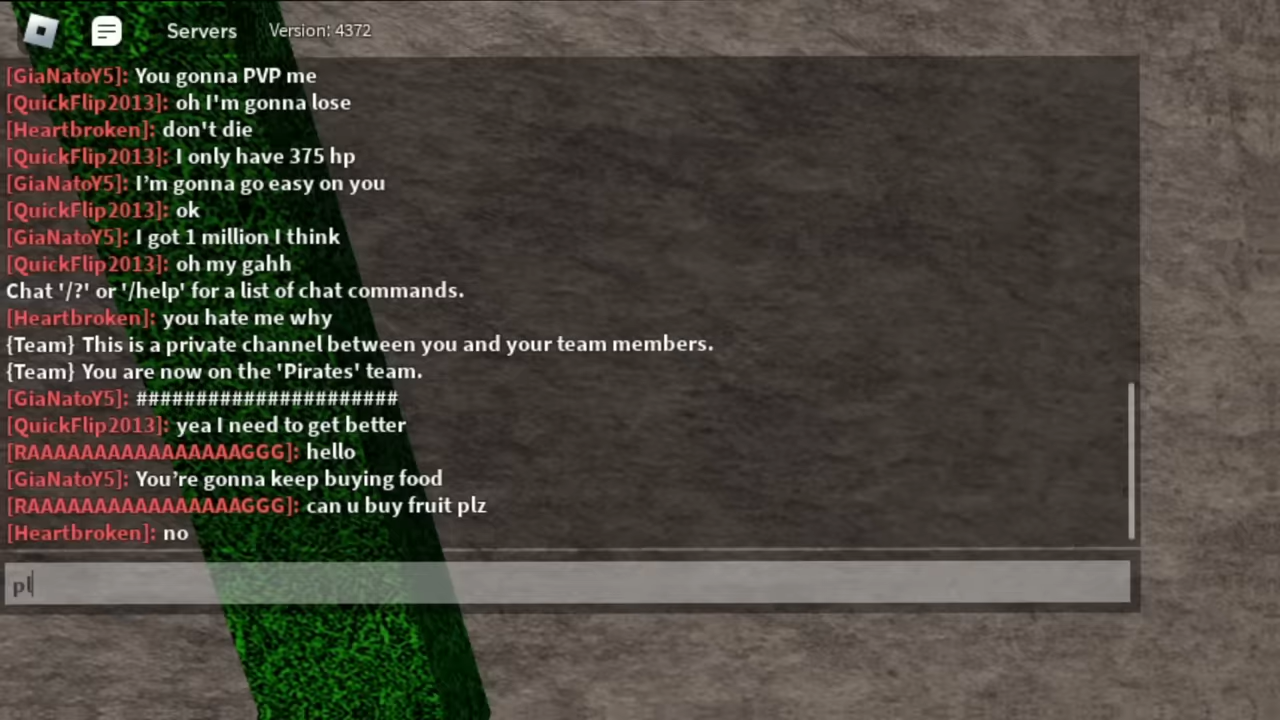 Servers Version: 4372
[GiaNatoY5]: You gonna PVP me
[QuickFlip2013]: oh I'm gonna lose
[Heartbroken]: don't die
[QuickFlip2013]: I only have 375 hp
[GiaNatoY5]: I’m gonna go easy on you
[QuickFlip2013]: ok
[GiaNatoY5]: I got 1 million I think
[QuickFlip2013]: oh my gahh
Chat '/?' or '/help' for a list of chat commands.
[Heartbroken]: you hate me why
{Team} This is a private channel between you and your team members.
{Team} You are now on the 'Pirates' team.
[GiaNatoY5]: ######################
[QuickFlip2013]: yea I need to get better
[RAAAAAAAAAAAAAAAAGGG]: hello
[GiaNatoY5]: You’re gonna keep buying food
[RAAAAAAAAAAAAAAAAGGG]: can u buy fruit plz
[Heartbroken]: no
pl